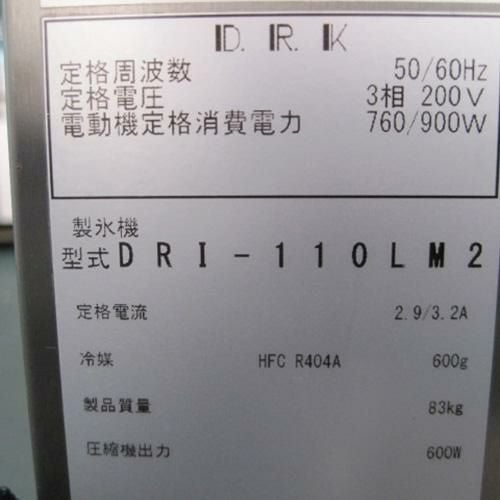 D. R. K
定格周波数 50/60Hz
定格電圧 3相 200V
電動機定格消費電力 760/900W
製氷機
型式 DRI-110LM2
定格電流 2.9/3.2A
冷媒 HFC R404A 600g
製品質量 83kg
圧縮機出力 600W